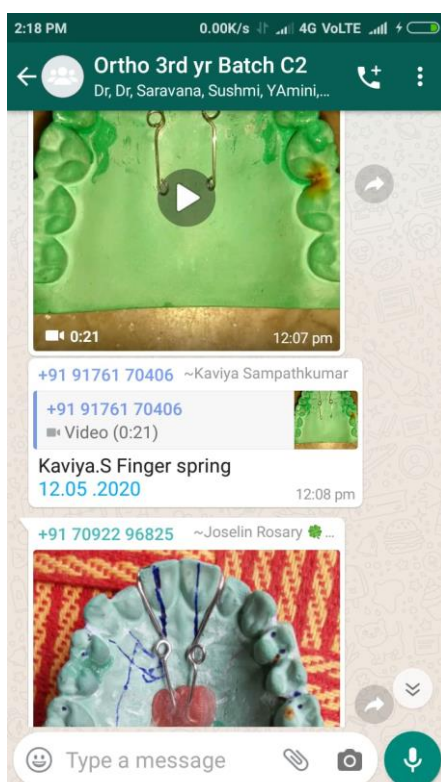 2:18 PM 0.00K/s 4G VoLTE
Ortho 3rd yr Batch C2
Dr, Dr, Saravana, Sushmi, YAmini,...
0:21 12:07 pm
+91 91761 70406 ~Kaviya Sampathkumar
+91 91761 70406
Video (0:21)
Kaviya.S Finger spring
12.05 .2020 12:08 pm
+91 70922 96825 ~Joselin Rosary 🍀 ...
Type a message